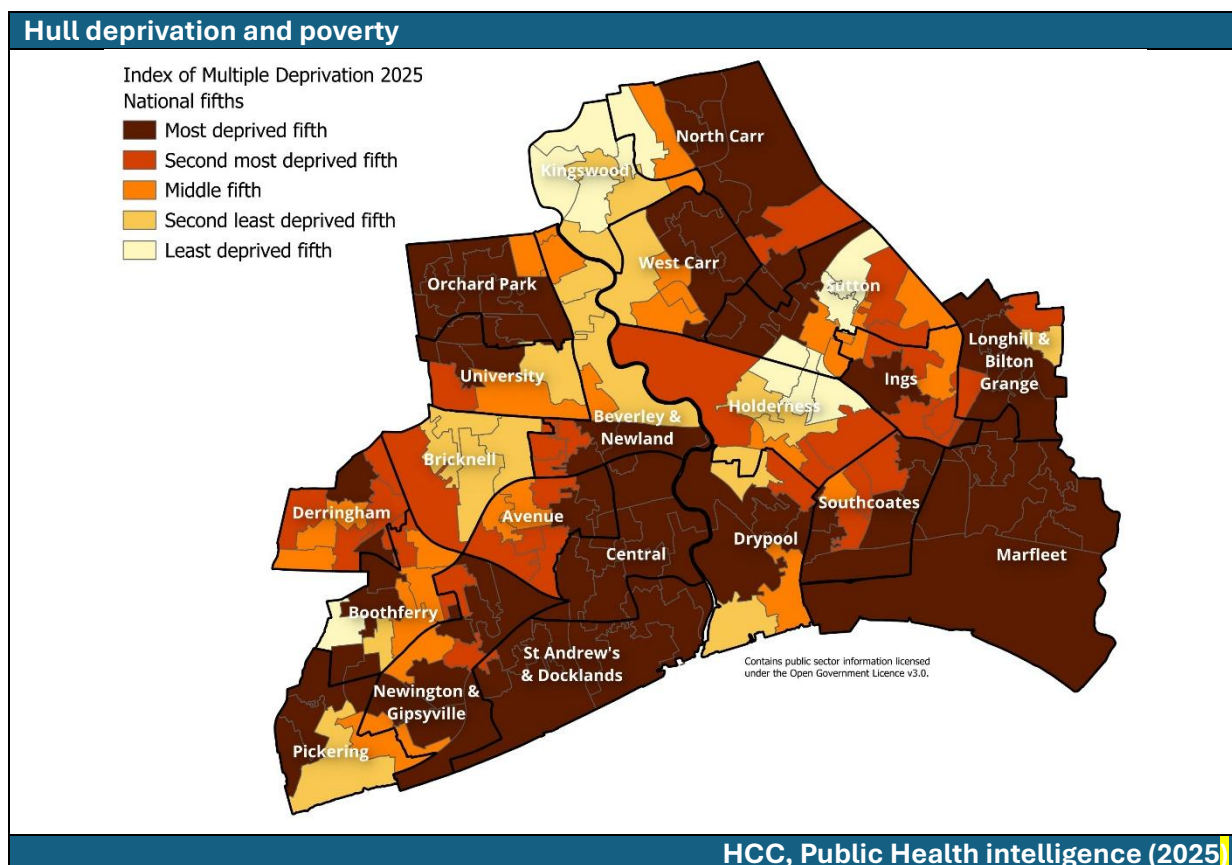 Hull deprivation and poverty
Index of Multiple Deprivation 2025
National fifths
Most deprived fifth
Second most deprived fifth
Middle fifth
Second least deprived fifth
Least deprived fifth
North Carr
Kingswood
West Carr
Orchard Park
Sutton
Longhill &
Bilton
Grange
University
Ings
Holderness
Beverley &
Newland
Bricknell
Derringham
Avenue
Southcoates
Central
Drypool
Marfleet
Boothferry
St Andrew's
& Docklands
Newington &
Gipsyville
Pickering
Contains public sector information licensed
under the Open Government Licence v3.0.
HCC, Public Health intelligence (2025)